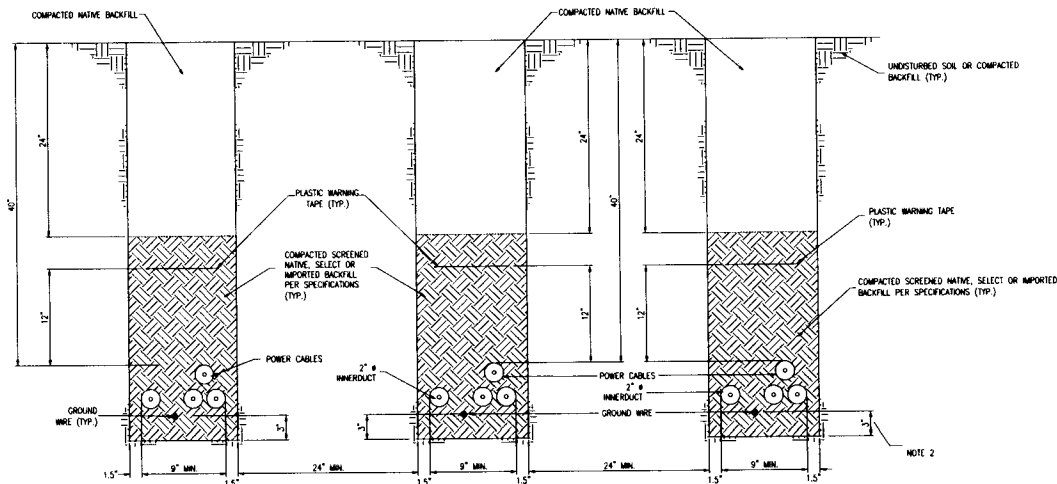 COMPACTED NATIVE BACKFILL
COMPACTED NATIVE BACKFILL
UNDISTURBED SOIL OR COMPACTED
BACKFILL (TYP.)
24"
40"
24"
40"
24"
PLASTIC WARNING
TAPE (TYP.)
PLASTIC WARNING TAPE
(TYP.)
COMPACTED SCREENED
NATIVE, SELECT OR
IMPORTED BACKFILL
PER SPECIFICATIONS
(TYP.)
COMPACTED SCREENED NATIVE, SELECT OR IMPORTED
BACKFILL PER SPECIFICATIONS (TYP.)
12"
12"
12"
POWER CABLES
2" ø
INNERDUCT
POWER CABLES
2" ø
INNERDUCT
GROUND
WIRE (TYP.)
GROUND WIRE
3"
3"
3"
NOTE 2
1.5"
9" MIN.
1.5"
24" MIN.
1.5"
9" MIN.
1.5"
24" MIN.
1.5"
9" MIN.
1.5"